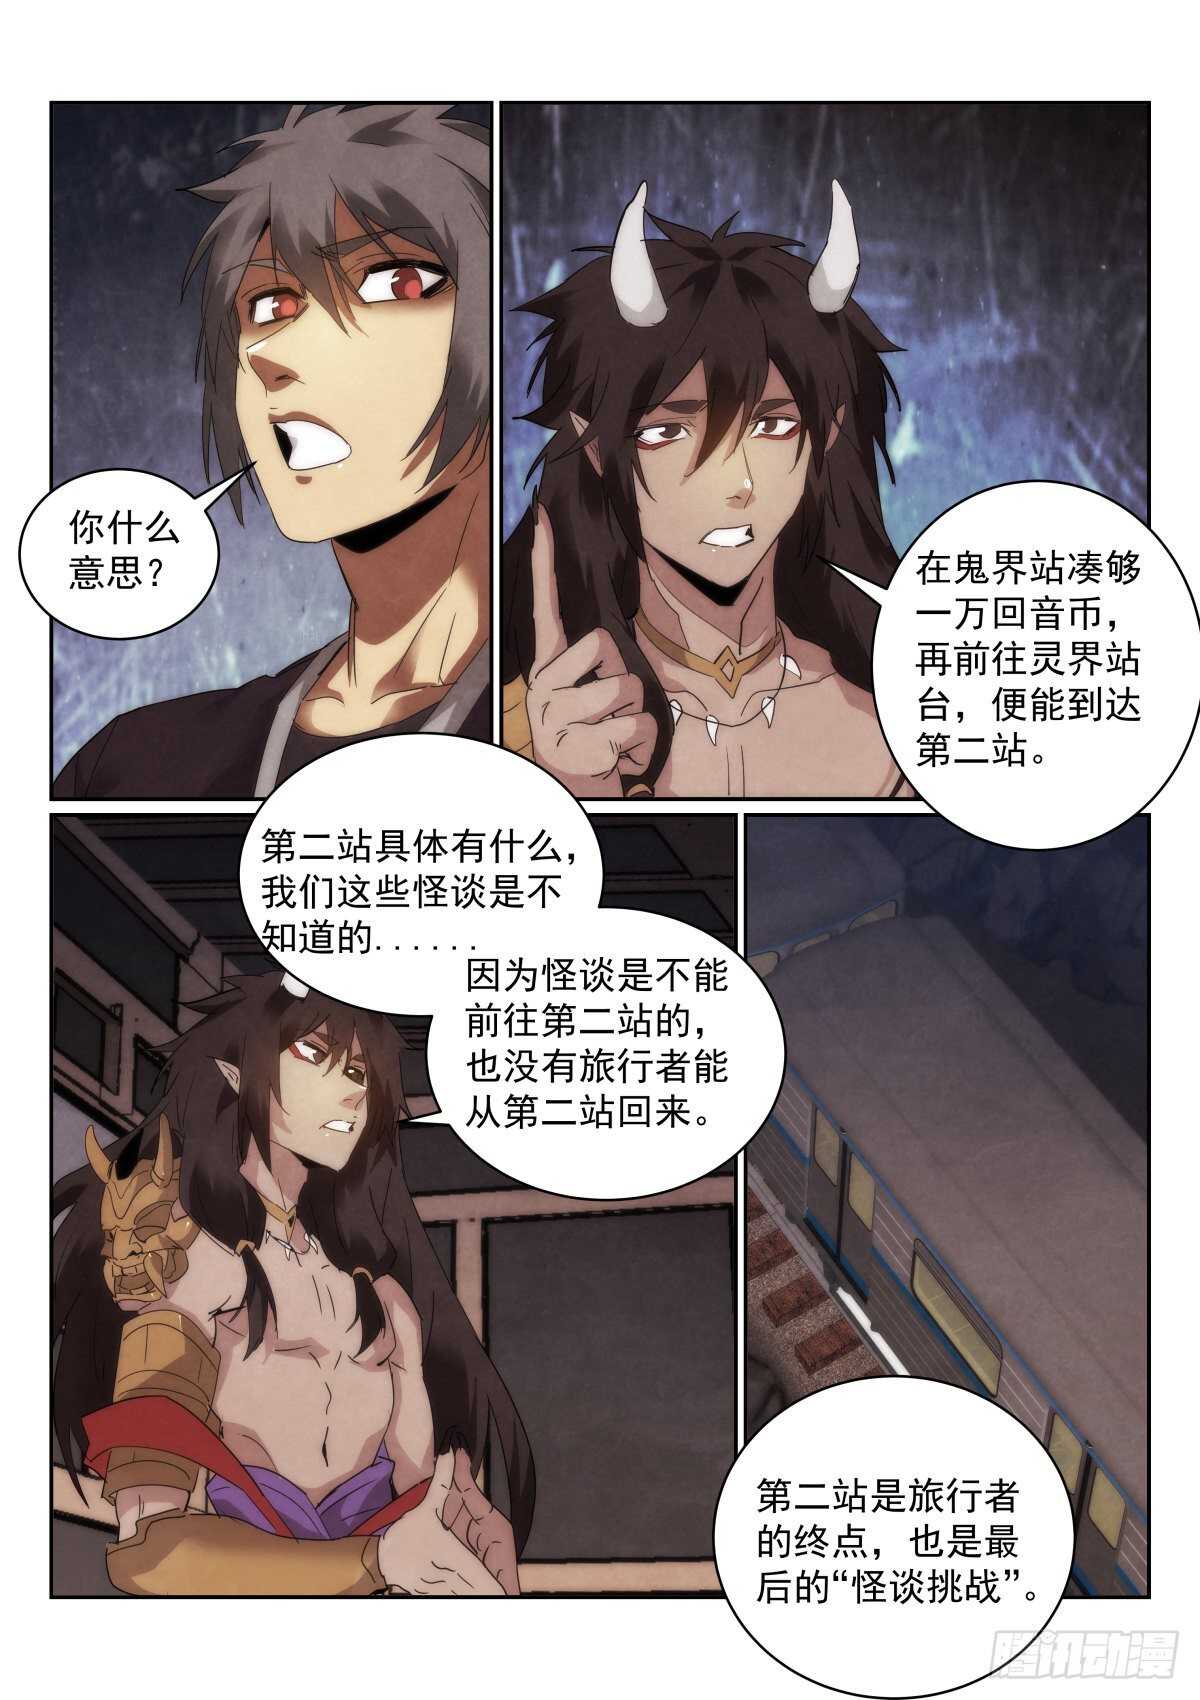 你什么
意思？
在鬼界站凑够
一万回音币，
再前往灵界站
台，便能到达
第二站。
第二站具体有什么，
我们这些怪谈是不
知道的......
因为怪谈是不能
前往第二站的，
也没有旅行者能
从第二站回来。
第二站是旅行者
的终点，也是最
后的“怪谈挑战”。
腾讯动漫